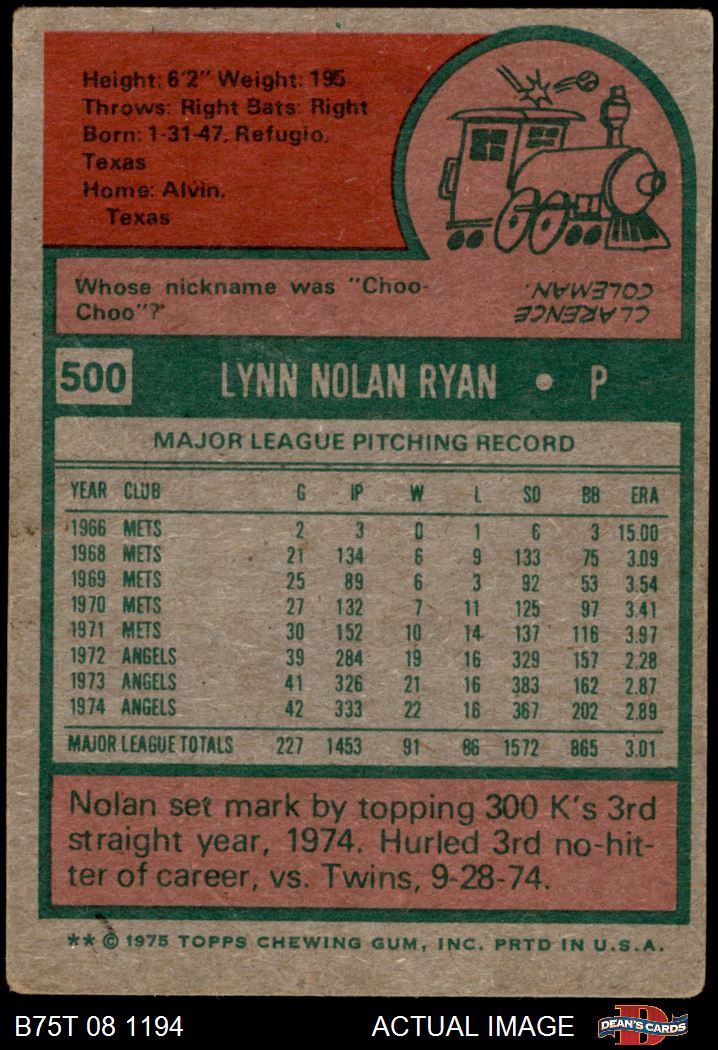 Height: 6'2" Weight: 195
Throws: Right Bats: Right
Born: 1-31-47, Refugio,
Texas
Home: Alvin,
Texas
Whose nickname was "Choo-
Choo"?
CLARENCE
COLEMAN.
500 LYNN NOLAN RYAN • P
MAJOR LEAGUE PITCHING RECORD
YEAR CLUB G IP W L SO BB ERA
1966 METS 2 3 0 1 6 3 15.00
1968 METS 21 134 6 9 133 75 3.09
1969 METS 25 89 6 3 92 53 3.54
1970 METS 27 132 7 11 125 97 3.41
1971 METS 30 152 10 14 137 116 3.97
1972 ANGELS 39 284 19 16 329 157 2.28
1973 ANGELS 41 326 21 16 383 162 2.87
1974 ANGELS 42 333 22 16 367 202 2.89
MAJOR LEAGUE TOTALS 227 1453 91 86 1572 865 3.01
Nolan set mark by topping 300 K's 3rd
straight year, 1974. Hurled 3rd no-hit-
ter of career, vs. Twins, 9-28-74.
** © 1975 TOPPS CHEWING GUM, INC. PRTD IN U.S.A.
B75T 08 1194 ACTUAL IMAGE D DEAN'S CARDS